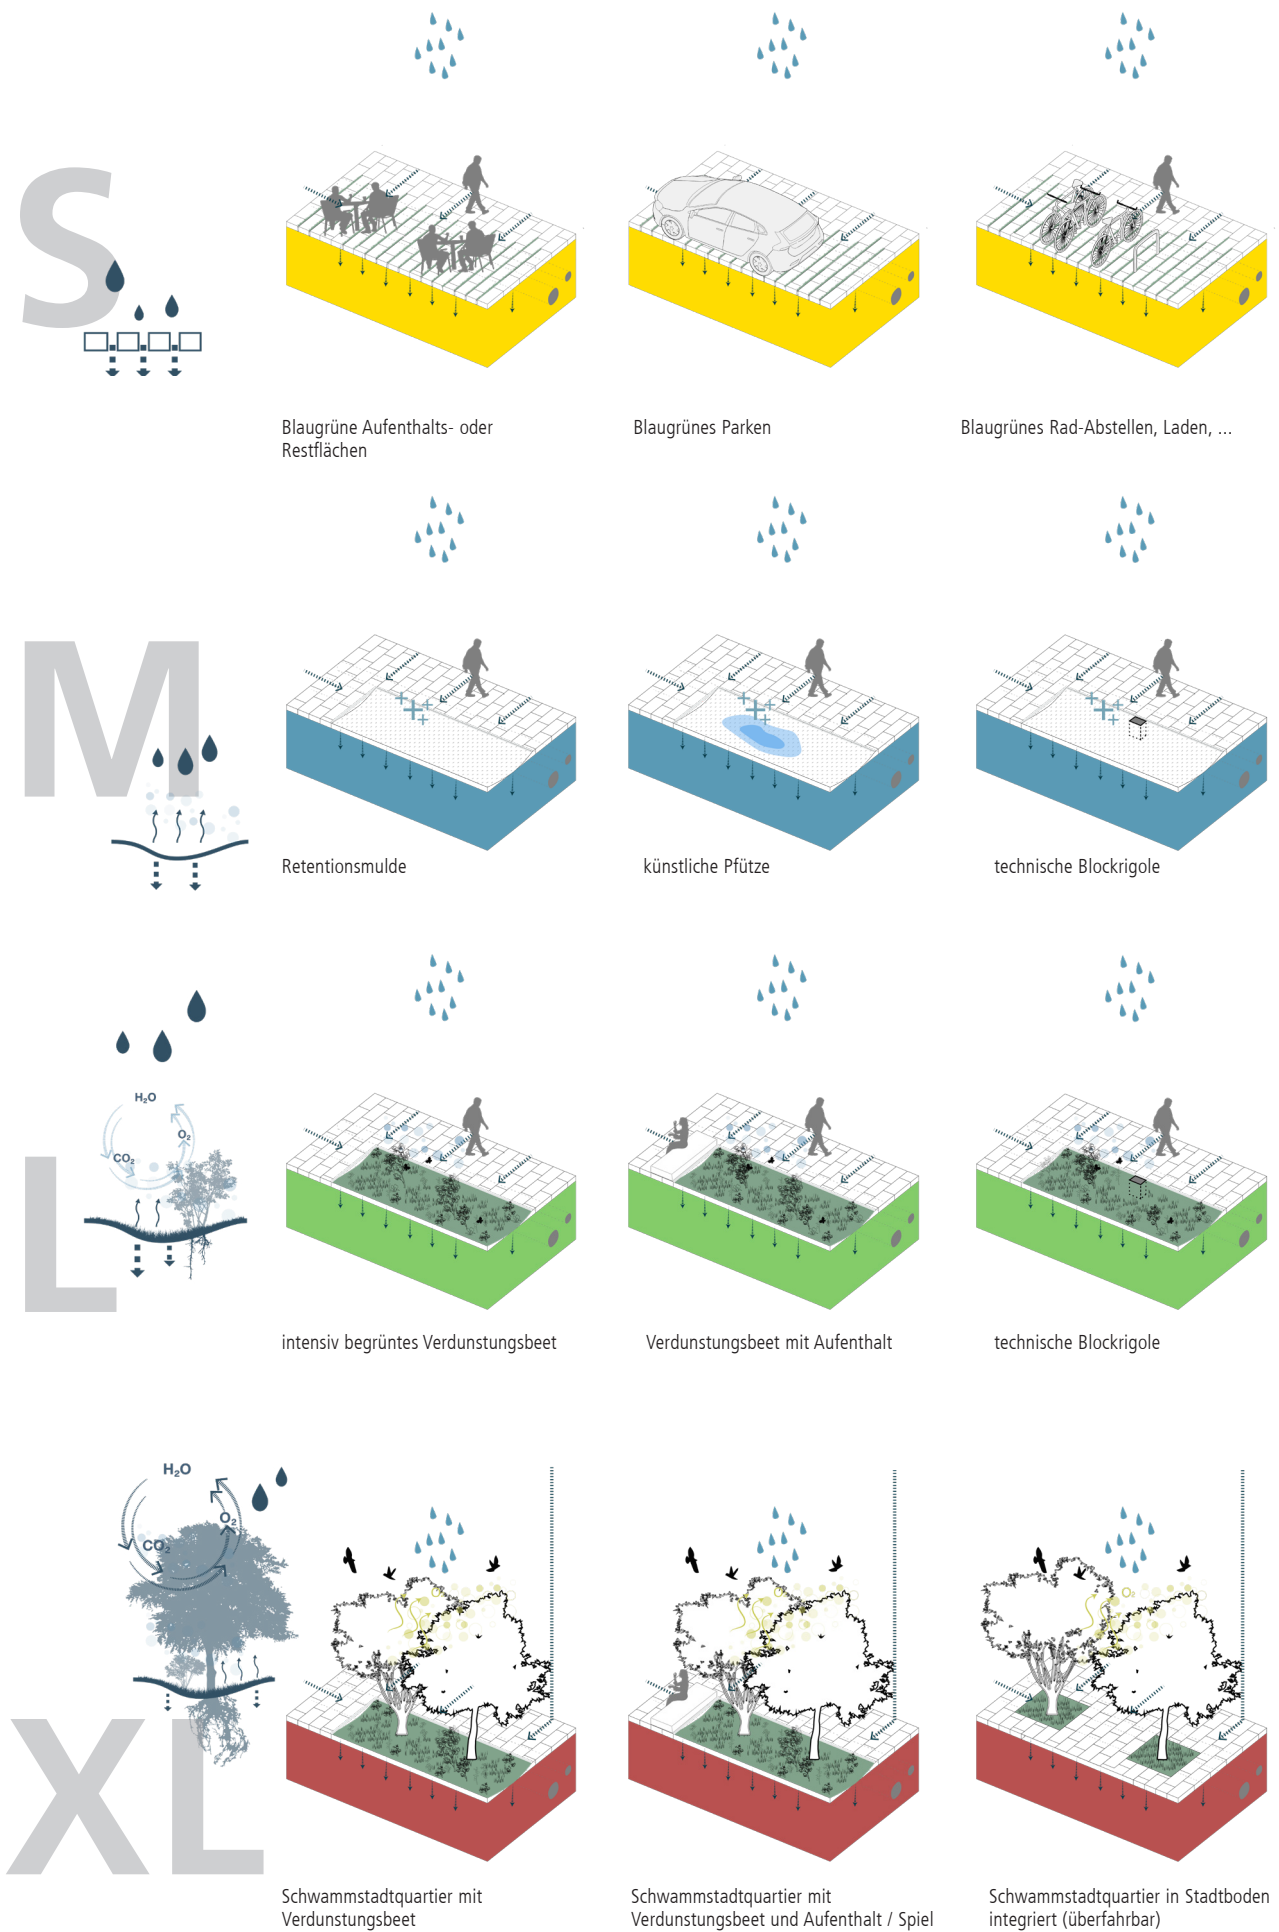 S
Blaugrüne Aufenthalts- oder
Restflächen
Blaugrünes Parken
Blaugrünes Rad-Abstellen, Laden, ...
M
Retentionsmulde
künstliche Pfütze
technische Blockrigole
H₂O
O₂
CO₂
L
intensiv begrüntes Verdunstungsbeet
Verdunstungsbeet mit Aufenthalt
technische Blockrigole
H₂O
O₂
CO₂
XL
Schwammstadtquartier mit
Verdunstungsbeet
Schwammstadtquartier mit
Verdunstungsbeet und Aufenthalt / Spiel
Schwammstadtquartier in Stadtboden
integriert (überfahrbar)